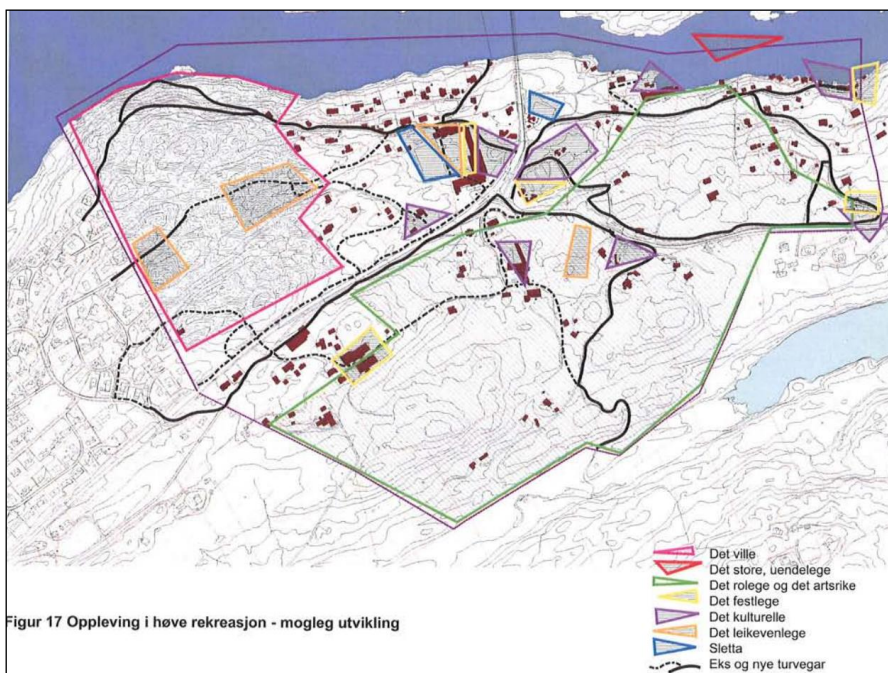 Det ville
Det store, uendelege
Det rolege og det artsrike
Det festlege
Det kulturelle
Det leikevenlege
Sletta
Eks og nye turvegar
Figur 17 Oppleving i høve rekreasjon - mogleg utvikling